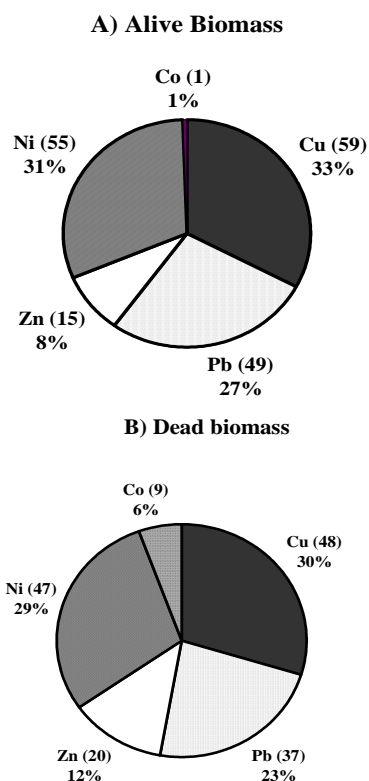 A) Alive Biomass
Co (1)
1%
Ni (55)
31%
Cu (59)
33%
Zn (15)
8%
Pb (49)
27%
B) Dead biomass
Co (9)
6%
Cu (48)
30%
Ni (47)
29%
Zn (20)
12%
Pb (37)
23%